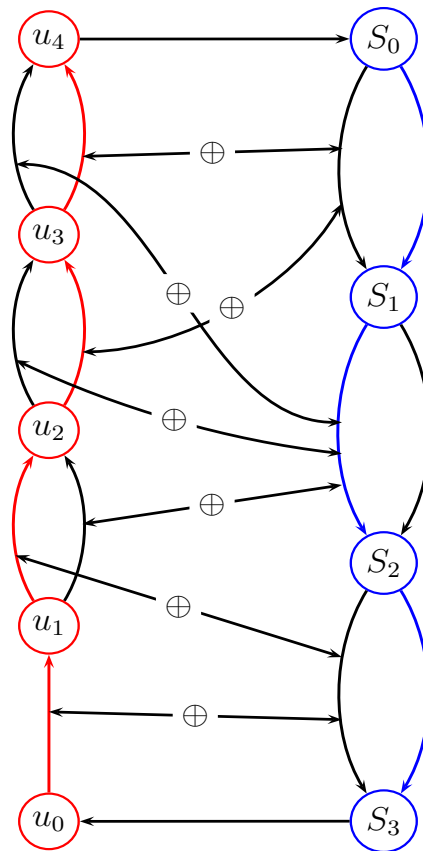 u₄ S₀
⊕
u₃
S₁
⊕ ⊕
u₂ ⊕
⊕
S₂
⊕
u₁
⊕
u₀ S₃